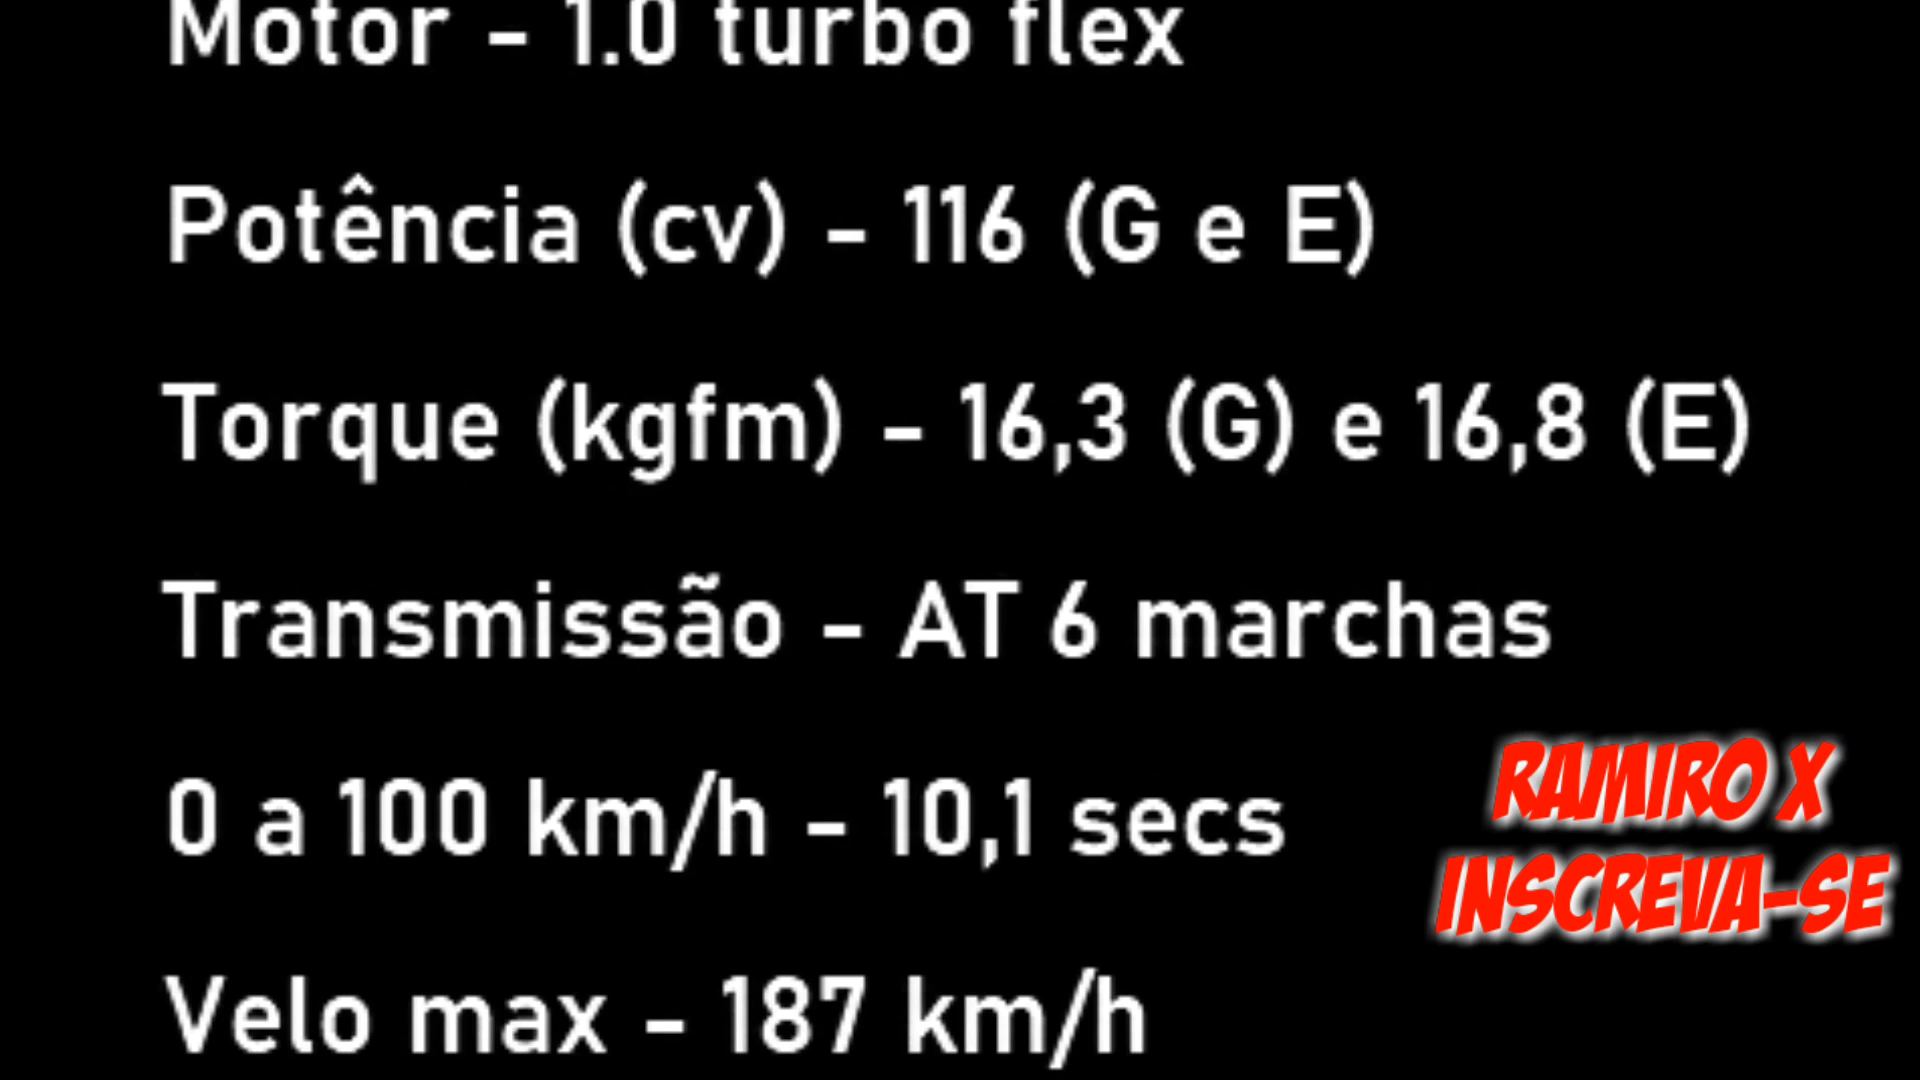 Motor - 1.0 turbo flex
Potência (cv) - 116 (G e E)
Torque (kgfm) - 16,3 (G) e 16,8 (E)
Transmissão - AT 6 marchas
0 a 100 km/h - 10,1 secs
RAMIRO X
INSCREVA-SE
Velo max - 187 km/h